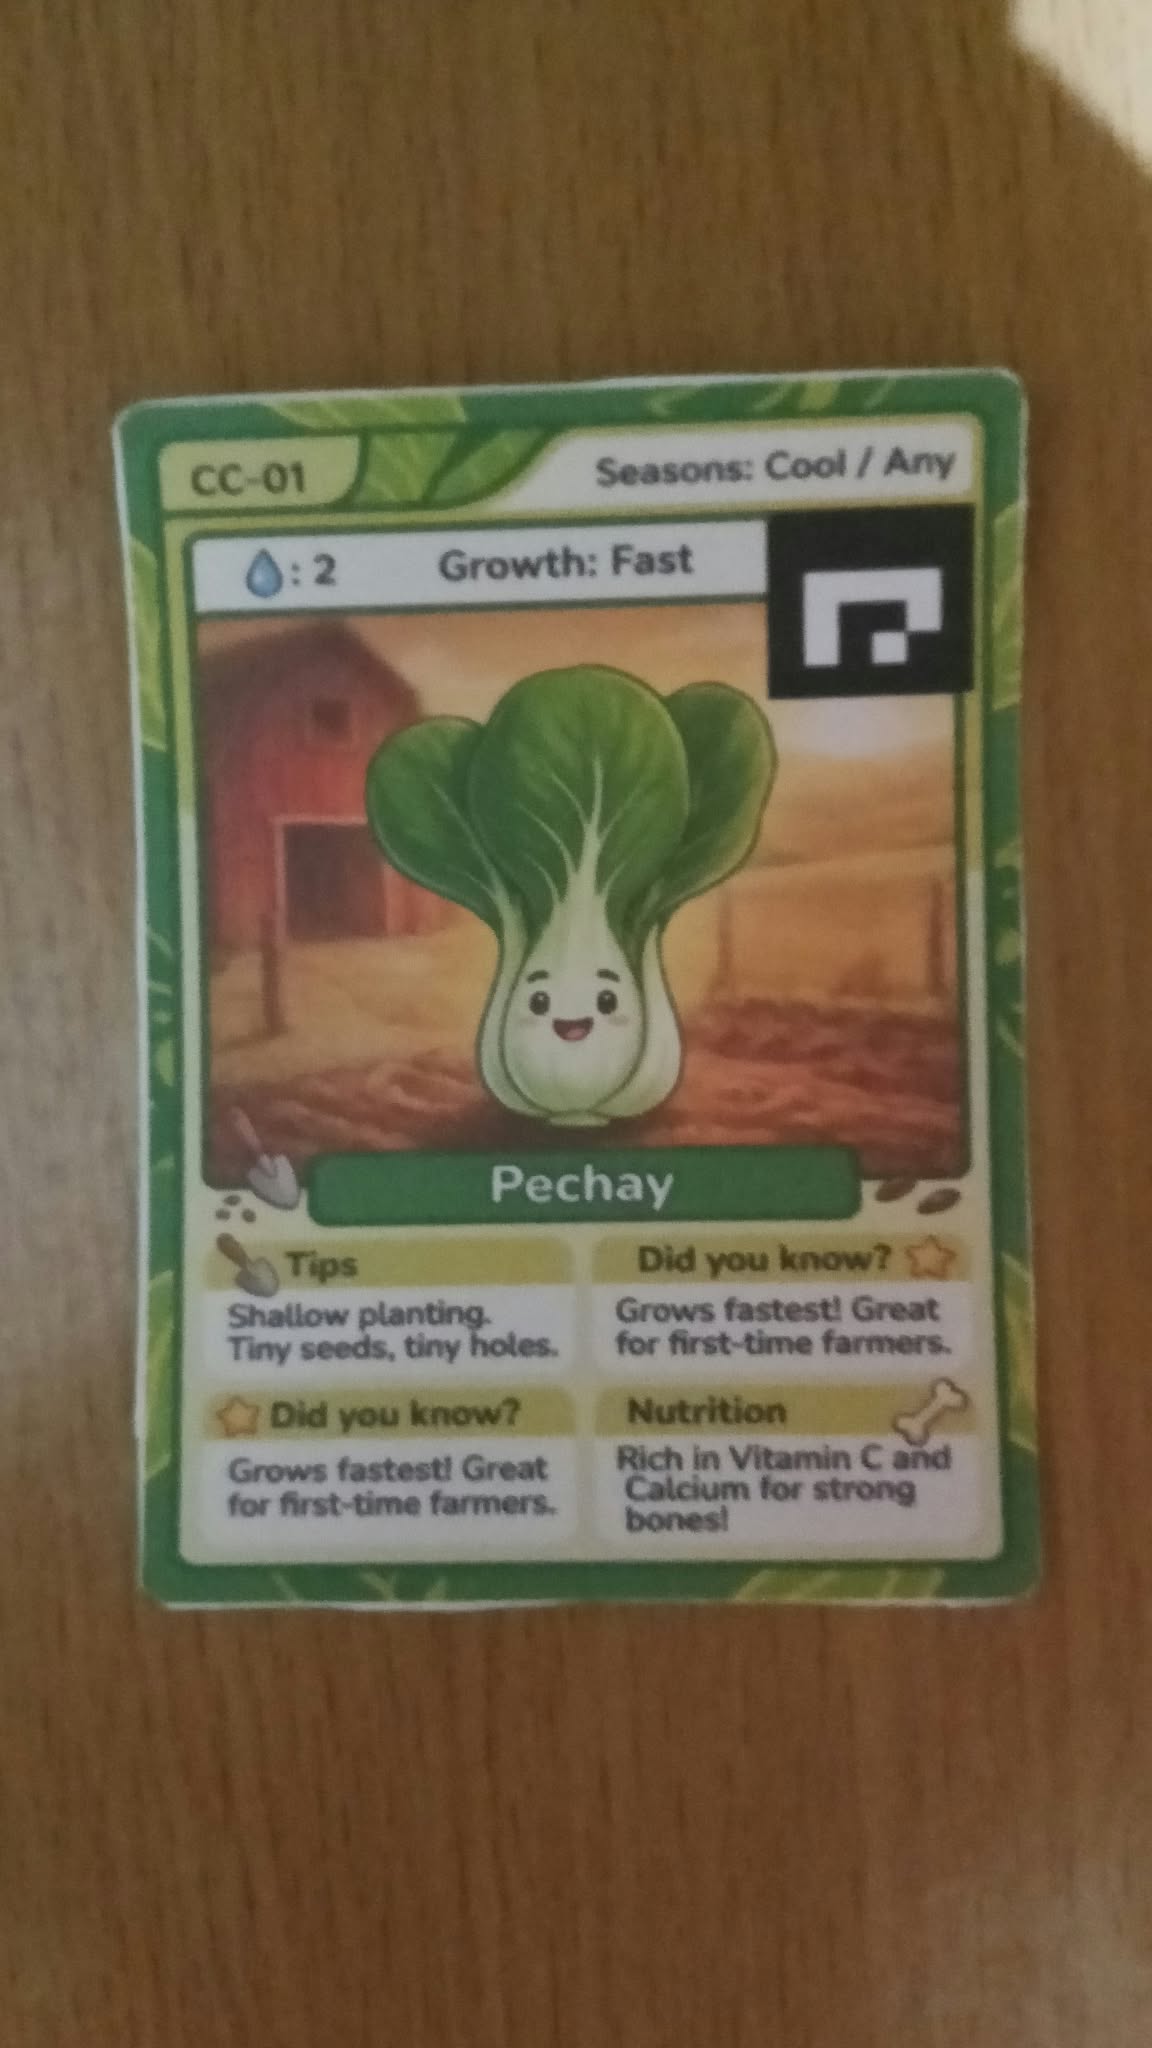 CC-01
Seasons: Cool / Any
: 2
Growth: Fast
Pechay
Tips
Shallow planting.
Tiny seeds, tiny holes.
Did you know?
Grows fastest! Great
for first-time farmers.
Did you know?
Grows fastest! Great
for first-time farmers.
Nutrition
Rich in Vitamin C and
Calcium for strong
bones!